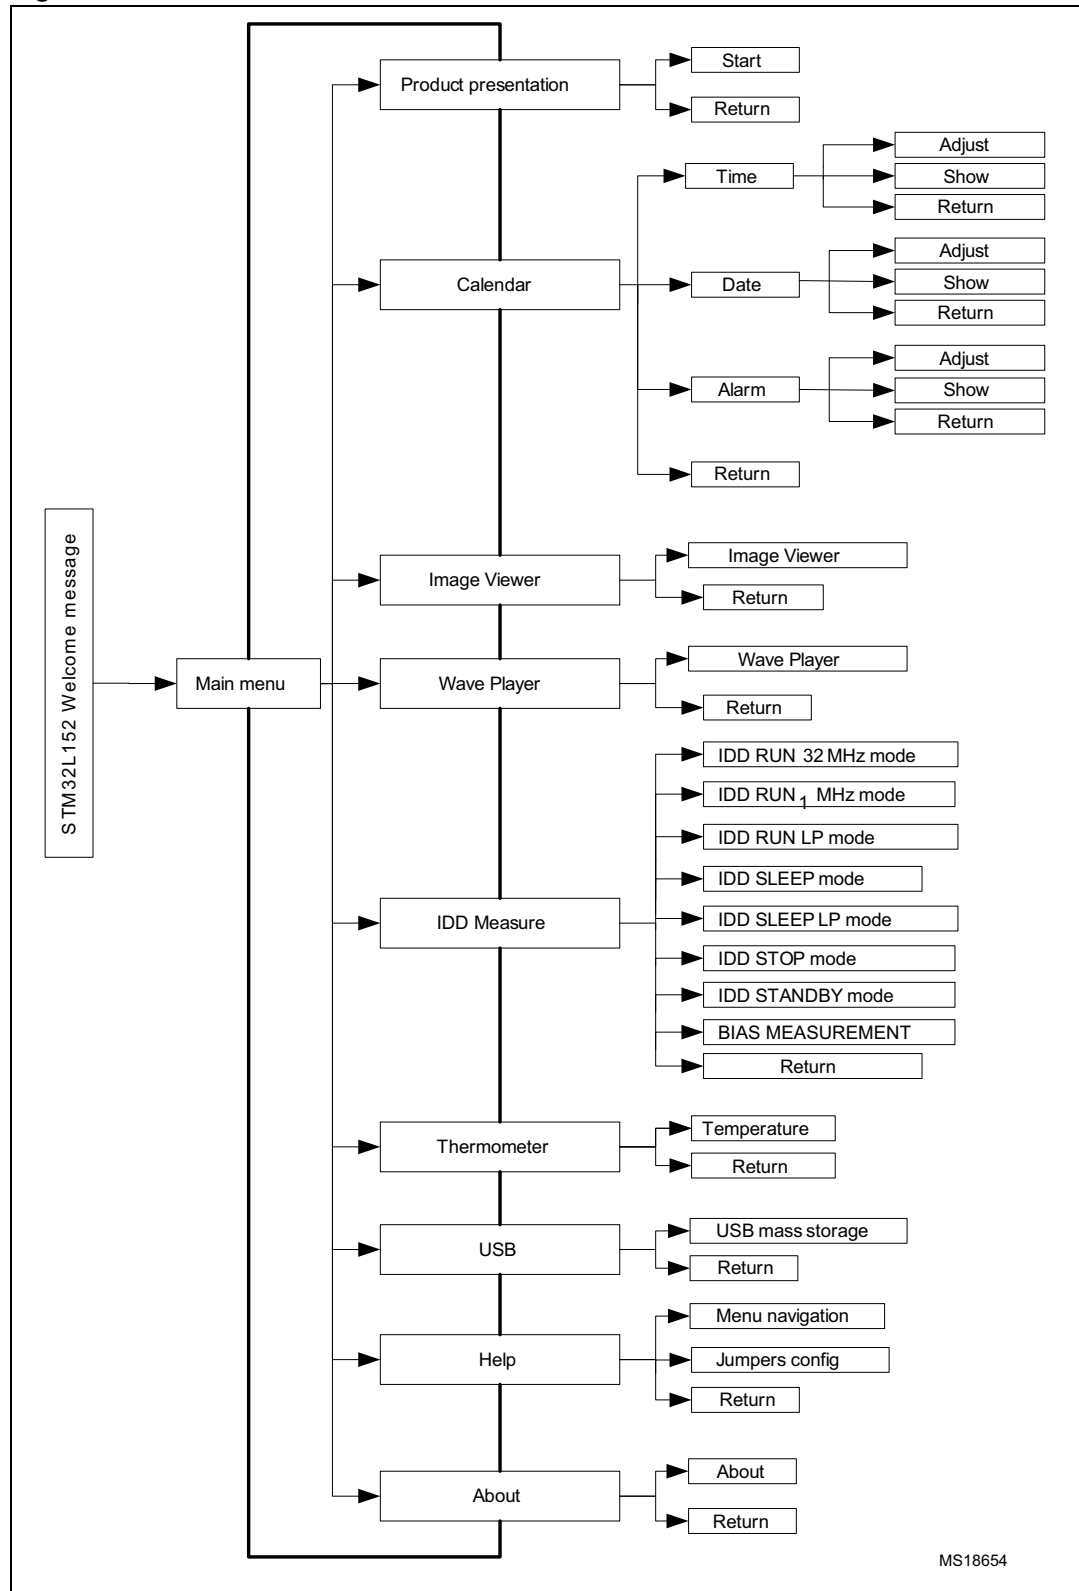 STM32L152 Welcome message
Main menu
Product presentation
Start
Return
Calendar
Time
Adjust
Show
Return
Date
Adjust
Show
Return
Alarm
Adjust
Show
Return
Return
Image Viewer
Image Viewer
Return
Wave Player
Wave Player
Return
IDD Measure
IDD RUN 32 MHz mode
IDD RUN 1 MHz mode
IDD RUN LP mode
IDD SLEEP mode
IDD SLEEP LP mode
IDD STOP mode
IDD STANDBY mode
BIAS MEASUREMENT
Return
Thermometer
Temperature
Return
USB
USB mass storage
Return
Help
Menu navigation
Jumpers config
Return
About
About
Return
MS18654